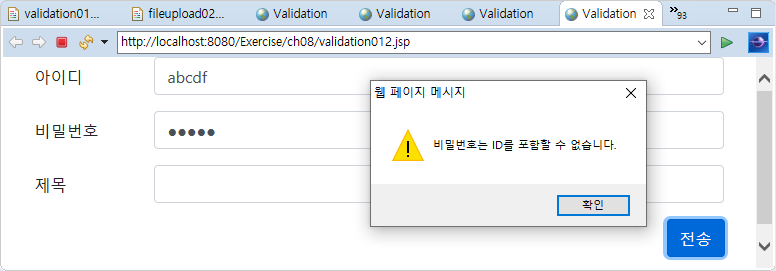 validation01...
fileupload02...
Validation
Validation
Validation
Validation
»93
http://localhost:8080/Exercise/ch08/validation012.jsp
아이디
abcdf
웹 페이지 메시지
비밀번호
●●●●●
비밀번호는 ID를 포함할 수 없습니다.
제목
확인
전송